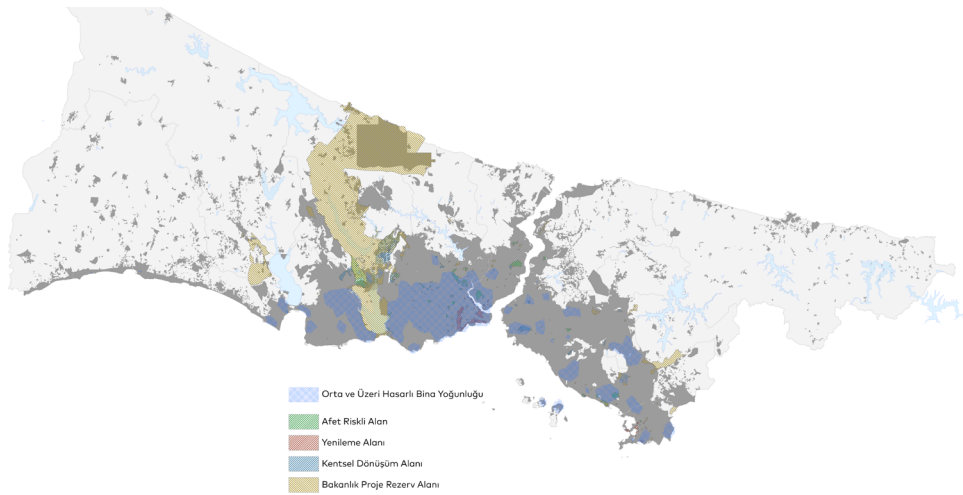 Orta ve Üzeri Hasarlı Bina Yoğunluğu
Afet Riskli Alan
Yenileme Alanı
Kentsel Dönüşüm Alanı
Bakanlık Proje Rezerv Alanı